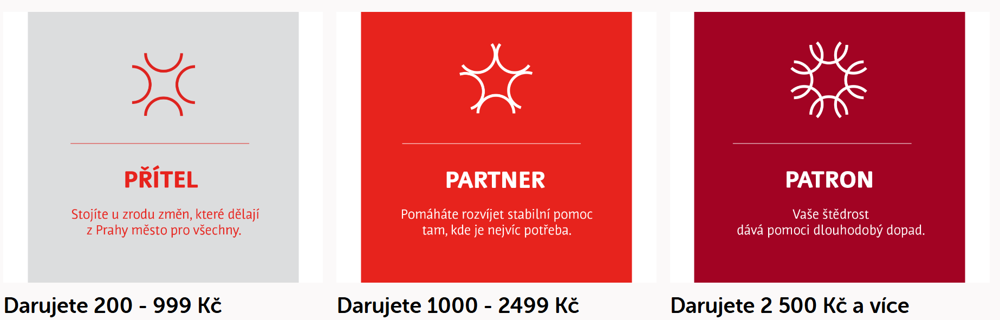 PŘÍTEL
Stojíte u zrodu změn, které dělají
z Prahy město pro všechny.
Darujete 200 - 999 Kč
PARTNER
Pomáháte rozvíjet stabilní pomoc
tam, kde je nejvíc potřeba.
Darujete 1000 - 2499 Kč
PATRON
Vaše štědrost
dává pomoci dlouhodobý dopad.
Darujete 2 500 Kč a více